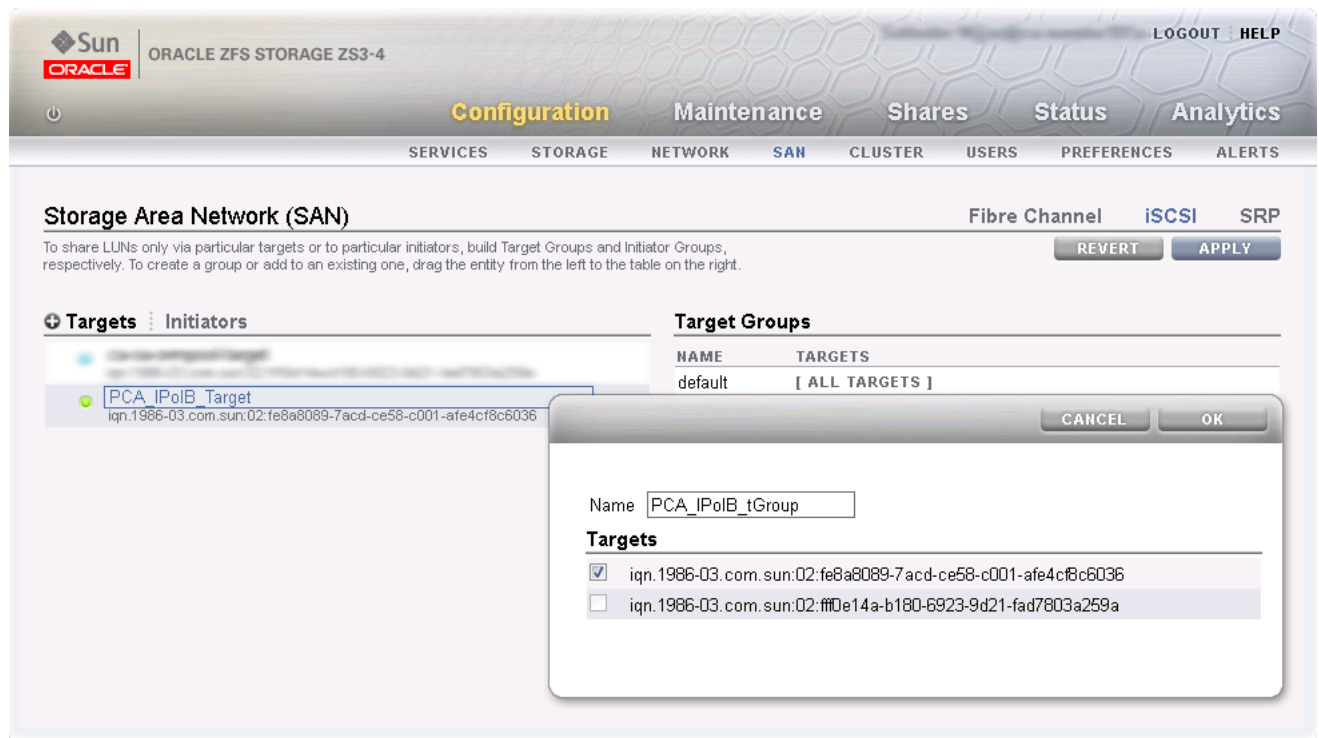 Sun
ORACLE
ORACLE ZFS STORAGE ZS3-4
LOGOUT HELP
Configuration Maintenance Shares Status Analytics
SERVICES STORAGE NETWORK SAN CLUSTER USERS PREFERENCES ALERTS
Storage Area Network (SAN)
Fibre Channel iSCSI SRP
To share LUNs only via particular targets or to particular initiators, build Target Groups and Initiator Groups,
respectively. To create a group or add to an existing one, drag the entity from the left to the table on the right.
REVERT APPLY
Targets Initiators
PCA_IPoIB_Target
iqn.1986-03.com.sun:02:fe8a8089-7acd-ce58-c001-afe4cf8c6036
Target Groups
NAME TARGETS
default [ ALL TARGETS ]
CANCEL OK
Name PCA_IPoIB_tGroup
Targets
iqn.1986-03.com.sun:02:fe8a8089-7acd-ce58-c001-afe4cf8c6036
iqn.1986-03.com.sun:02:fff0e14a-b180-6923-9d21-fad7803a259a